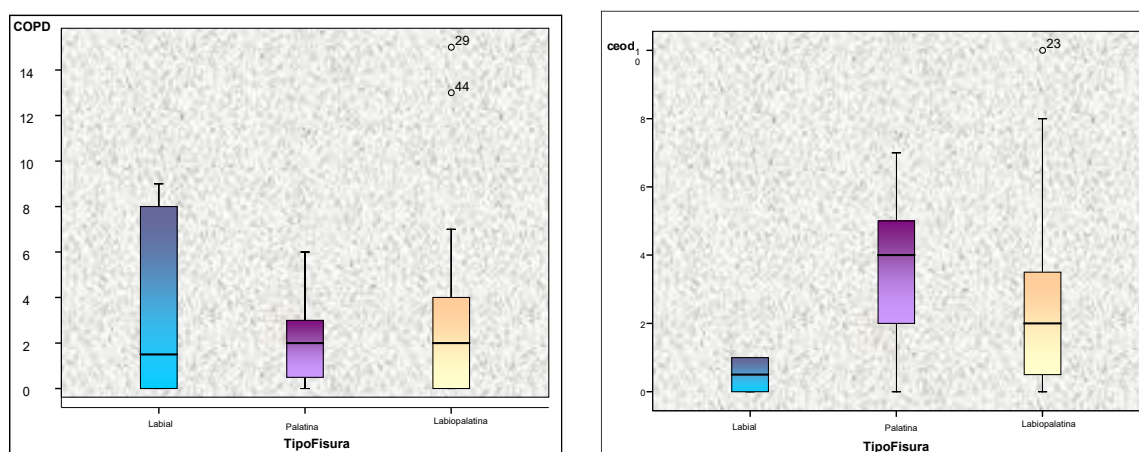 COPD
29
14
44
12
10
8
6
4
2
0
Labial
Palatina
Labiopalatina
TipoFisura
ceod
1
0
23
8
6
4
2
0
Labial
Palatina
Labiopalatina
TipoFisura